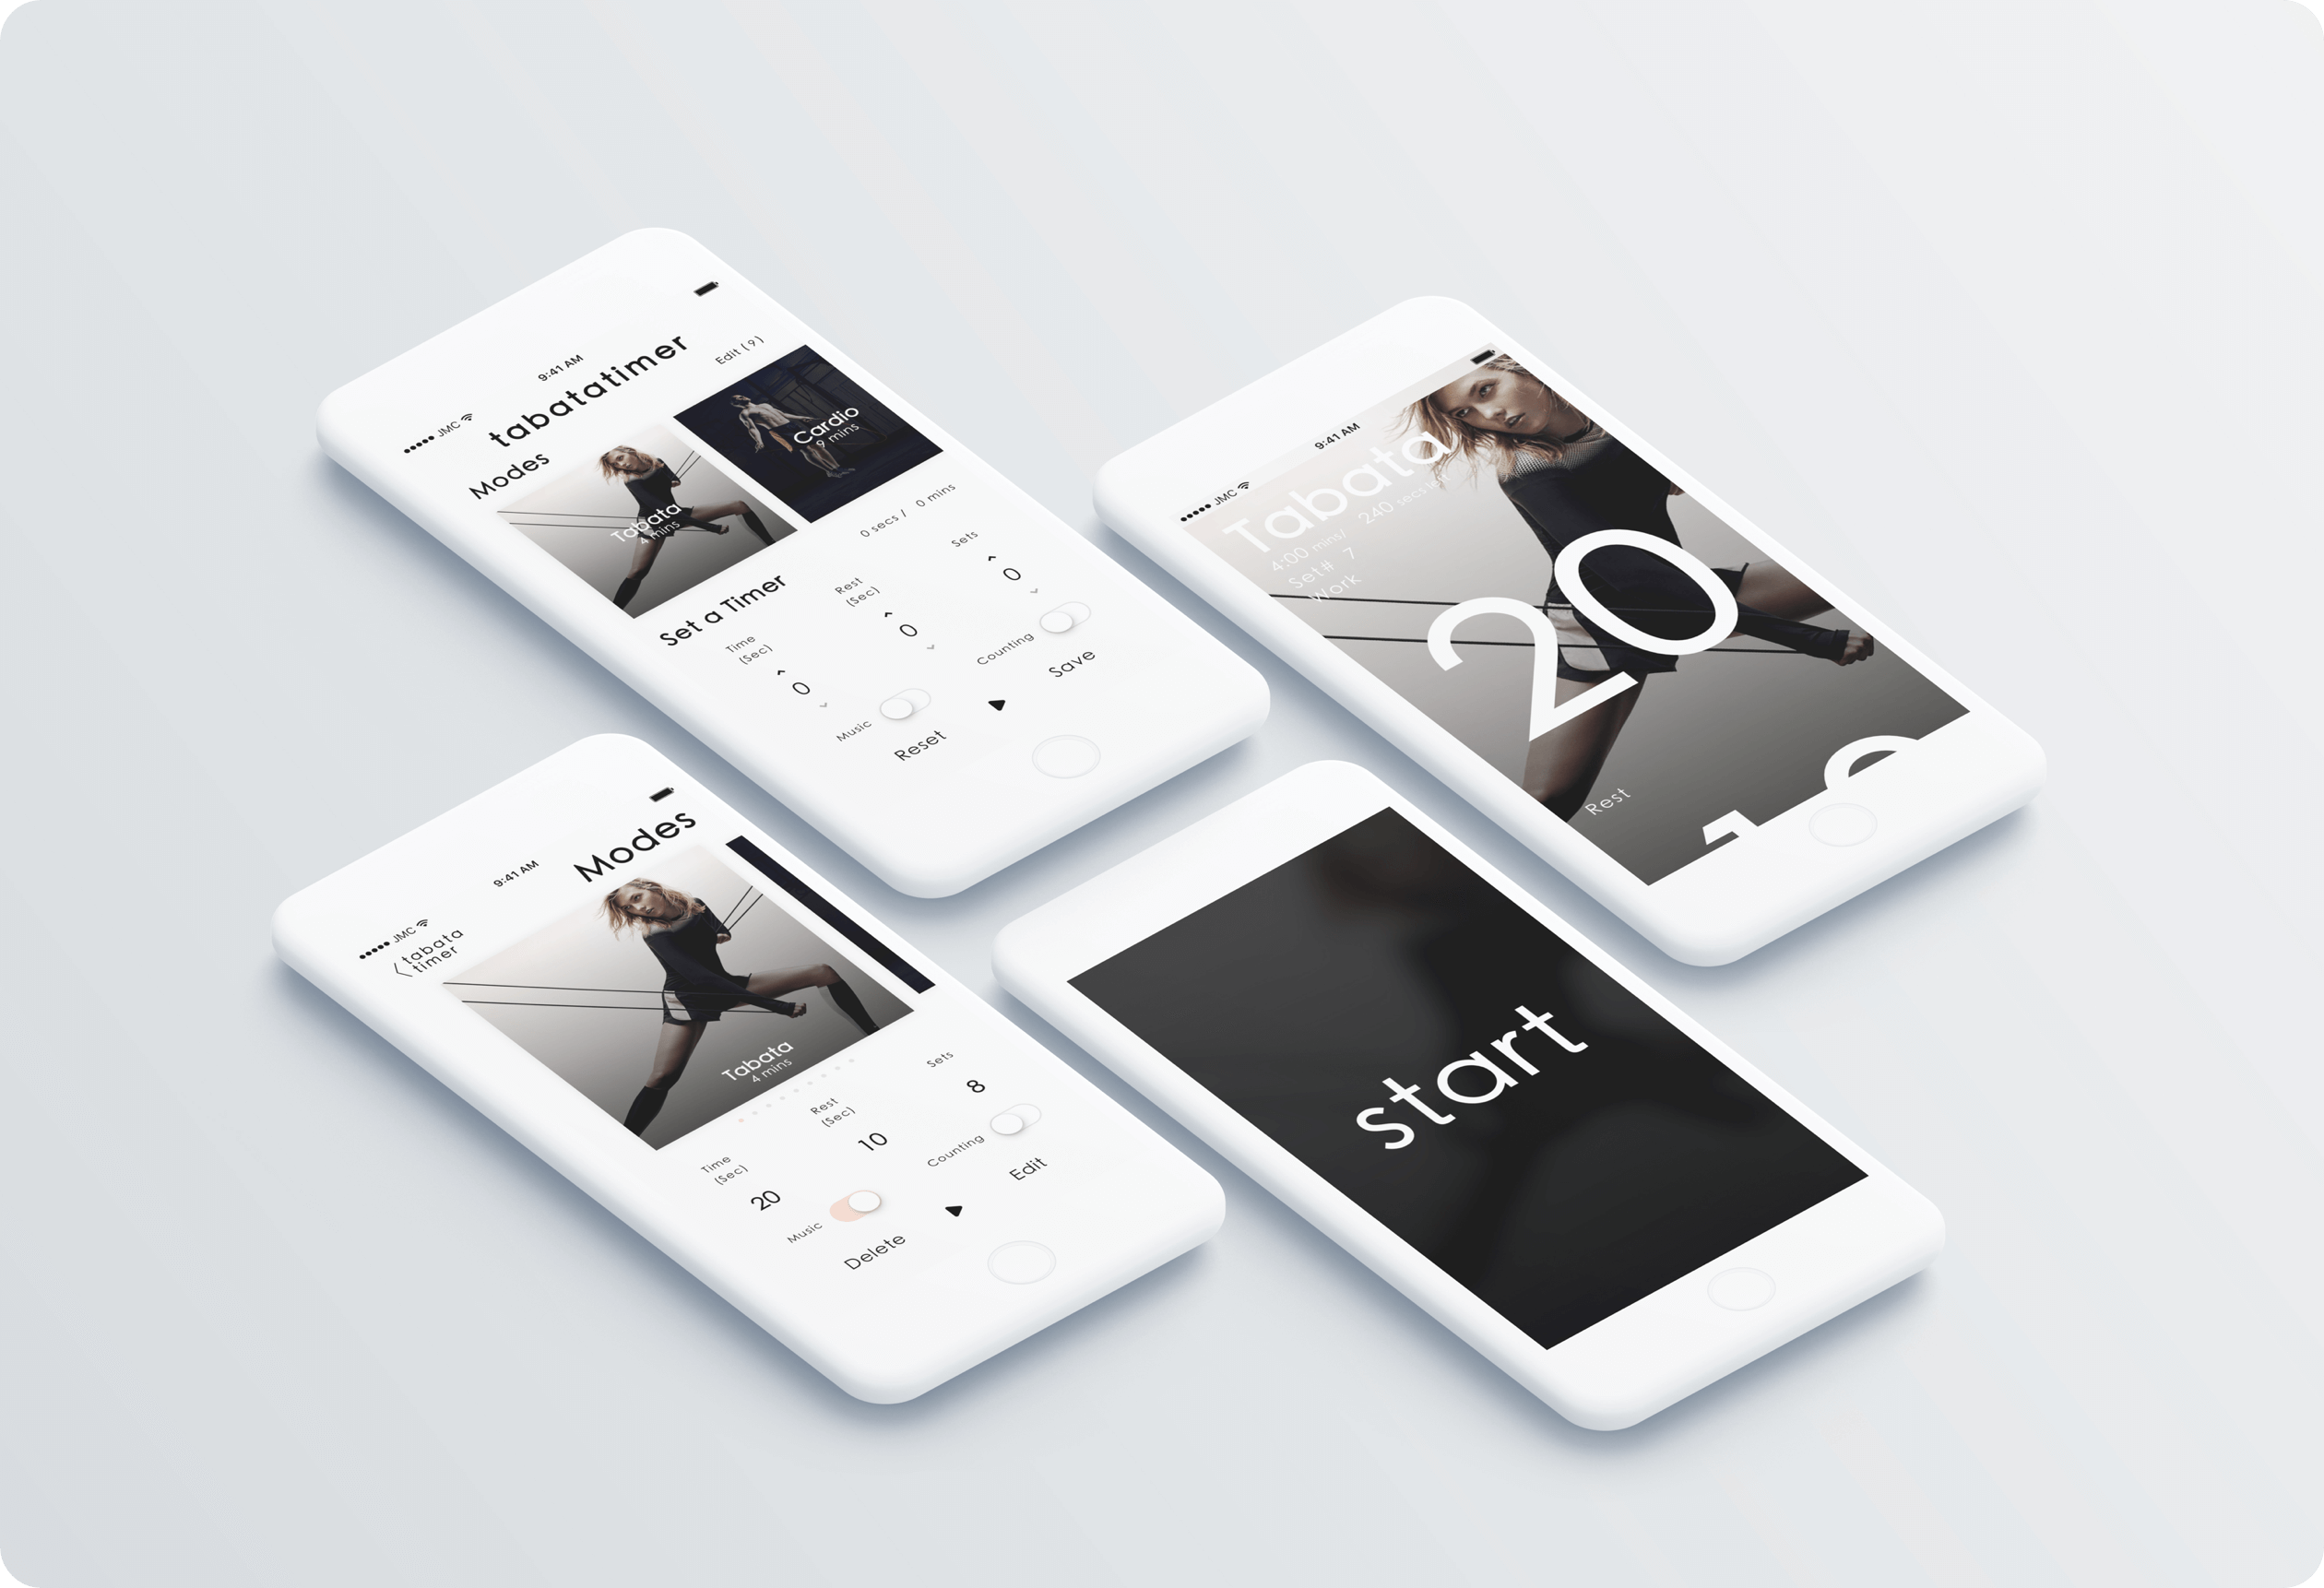 JMC
9:41 AM
tabatatimer
Modes
Edit ( 9 )
Tabata
4 mins
Cardio
9 mins
Set a Timer
0 secs / 0 mins
Time
(Sec)
Rest
(Sec)
Sets
0
0
0
Music
Counting
Reset
Save
JMC
9:41 AM
Tabata
4:00 mins/ 240 secs left
Set# 7
Work
20
Rest
JMC
9:41 AM
tabata
timer
Modes
Tabata
4 mins
Time
(Sec)
Rest
(Sec)
Sets
20
10
8
Music
Counting
Delete
Edit
start